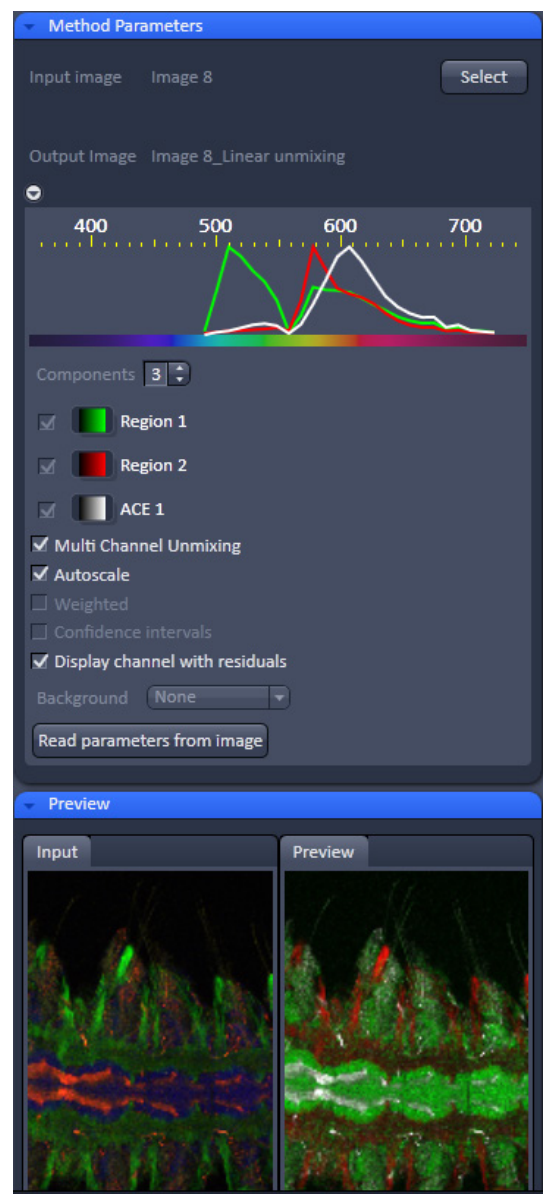 Method Parameters
Input image Image 8 Select
Output Image Image 8_Linear unmixing
400 500 600 700
Components 3
Region 1
Region 2
ACE 1
Multi Channel Unmixing
Autoscale
Weighted
Confidence intervals
Display channel with residuals
Background None
Read parameters from image
Preview
Input Preview